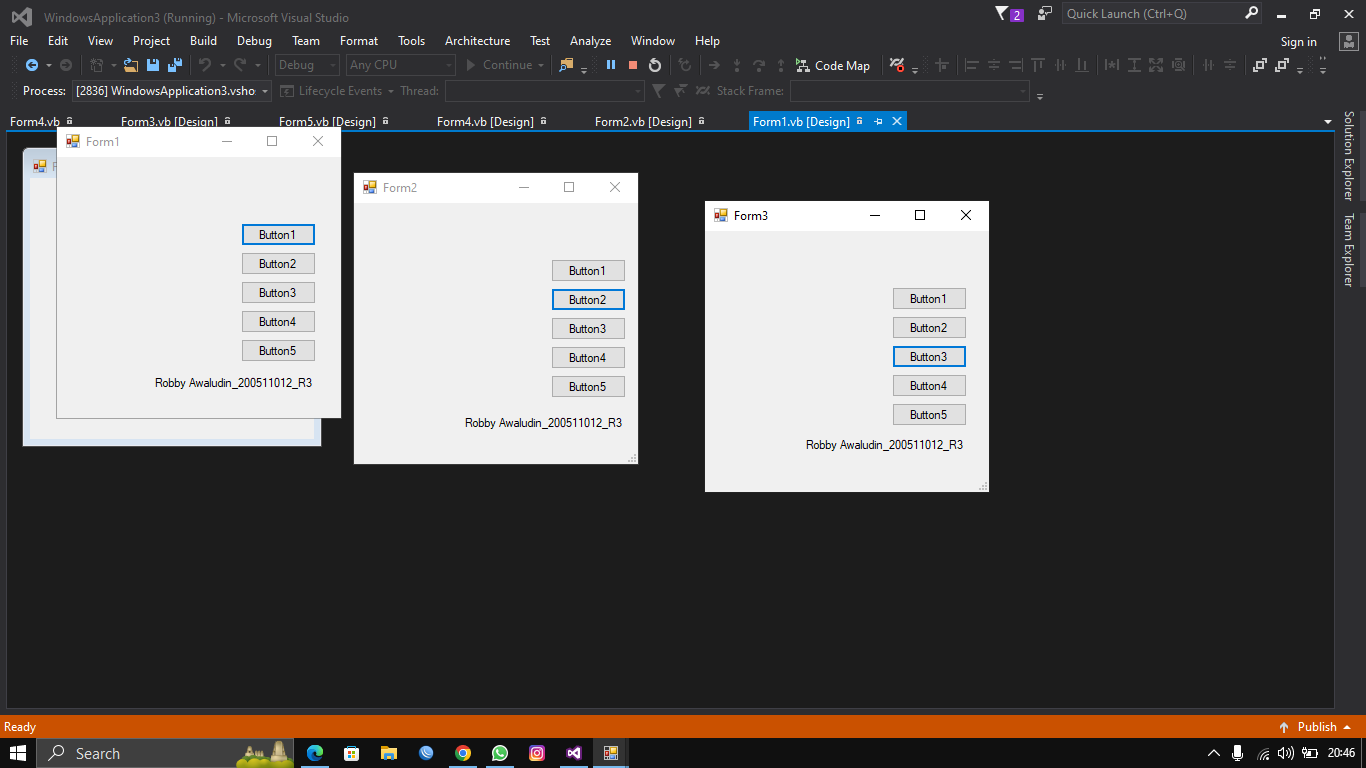 WindowsApplication3 (Running) - Microsoft Visual Studio
2
Quick Launch (Ctrl+Q)
File Edit View Project Build Debug Team Format Tools Architecture Test Analyze Window Help
Sign in
Debug Any CPU Continue Code Map
Process: [2836] WindowsApplication3.vsho Lifecycle Events Thread: Stack Frame:
Form4.vb Form3.vb [Design] Form5.vb [Design] Form4.vb [Design] Form2.vb [Design] Form1.vb [Design]
Solution Explorer
Team Explorer
Form1
Button1
Button2
Button3
Button4
Button5
Robby Awaludin_200511012_R3
Form2
Button1
Button2
Button3
Button4
Button5
Robby Awaludin_200511012_R3
Form3
Button1
Button2
Button3
Button4
Button5
Robby Awaludin_200511012_R3
Ready
Publish
Search
20:46